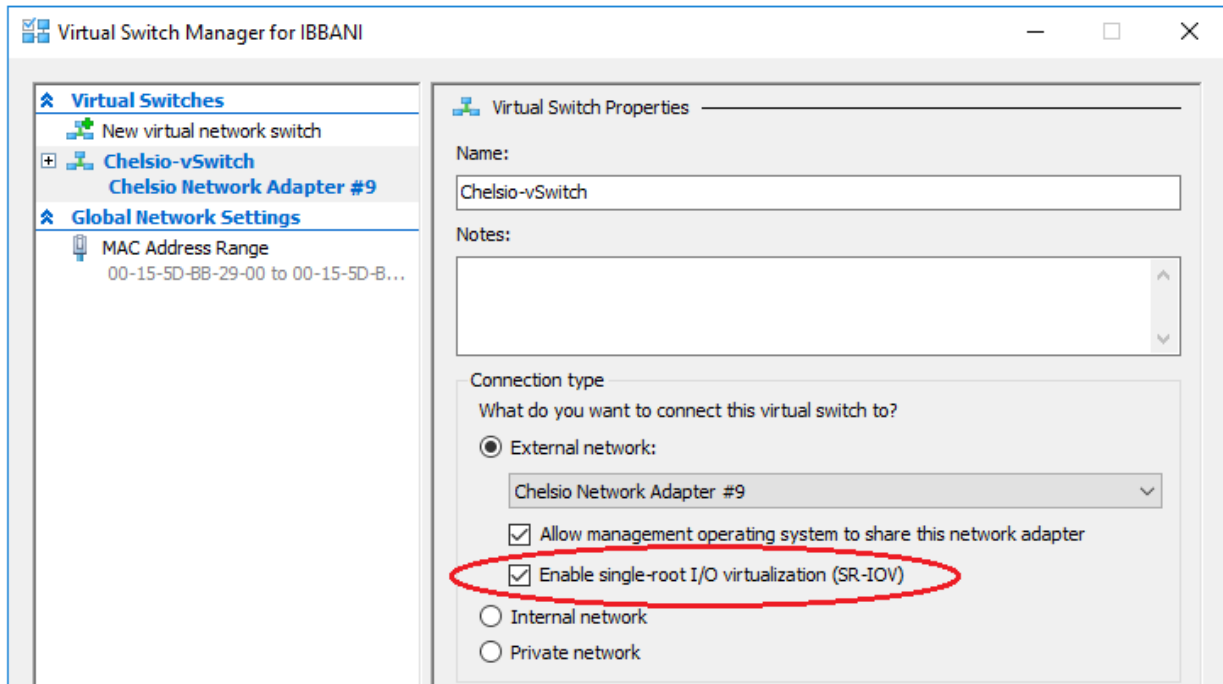 Virtual Switch Manager for IBBANI
Virtual Switches
New virtual network switch
Chelsio-vSwitch
Chelsio Network Adapter #9
Global Network Settings
MAC Address Range
00-15-5D-BB-29-00 to 00-15-5D-B...
Virtual Switch Properties
Name:
Chelsio-vSwitch
Notes:
Connection type
What do you want to connect this virtual switch to?
External network:
Chelsio Network Adapter #9
Allow management operating system to share this network adapter
Enable single-root I/O virtualization (SR-IOV)
Internal network
Private network